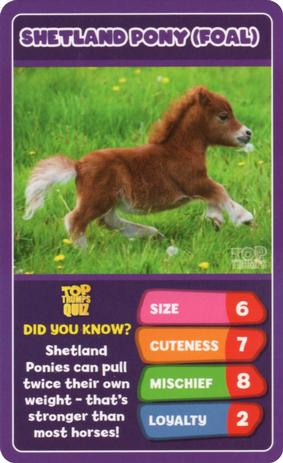 SHETLAND PONY (FOAL)
TOP
TRUMPS
TOP
TRUMPS
QUIZ
DID YOU KNOW?
Shetland
Ponies can pull
twice their own
weight – that's
stronger than
most horses!
SIZE 6
CUTENESS 7
MISCHIEF 8
LOYALTY 2